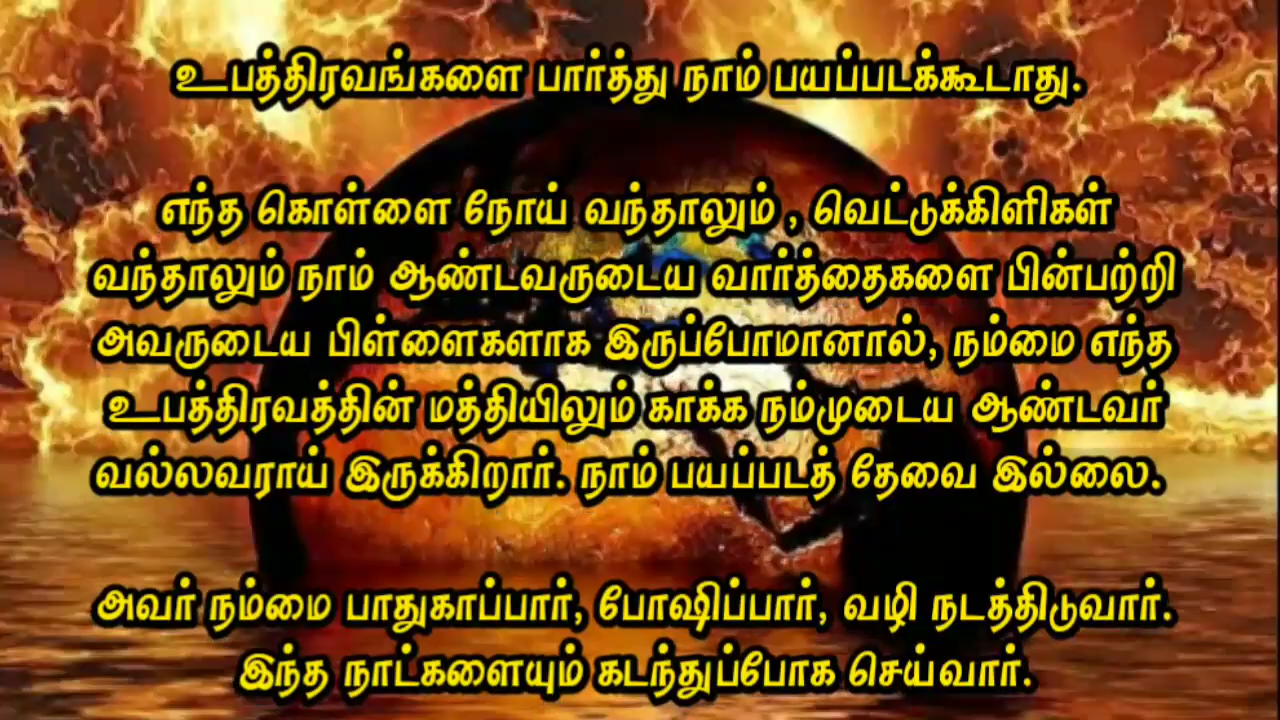 உபத்திரவங்களை பார்த்து நாம் பயப்படக்கூடாது.
எந்த கொள்ளை நோய் வந்தாலும் , வெட்டுக்கிளிகள்
வந்தாலும் நாம் ஆண்டவருடைய வார்த்தைகளை பின்பற்றி
அவருடைய பிள்ளைகளாக இருப்போமானால், நம்மை எந்த
உபத்திரவத்தின் மத்தியிலும் காக்க நம்முடைய ஆண்டவர்
வல்லவராய் இருக்கிறார். நாம் பயப்படத் தேவை இல்லை.
அவர் நம்மை பாதுகாப்பார், போஷிப்பார், வழி நடத்திடுவார்.
இந்த நாட்களையும் கடந்துப்போக செய்வார்.